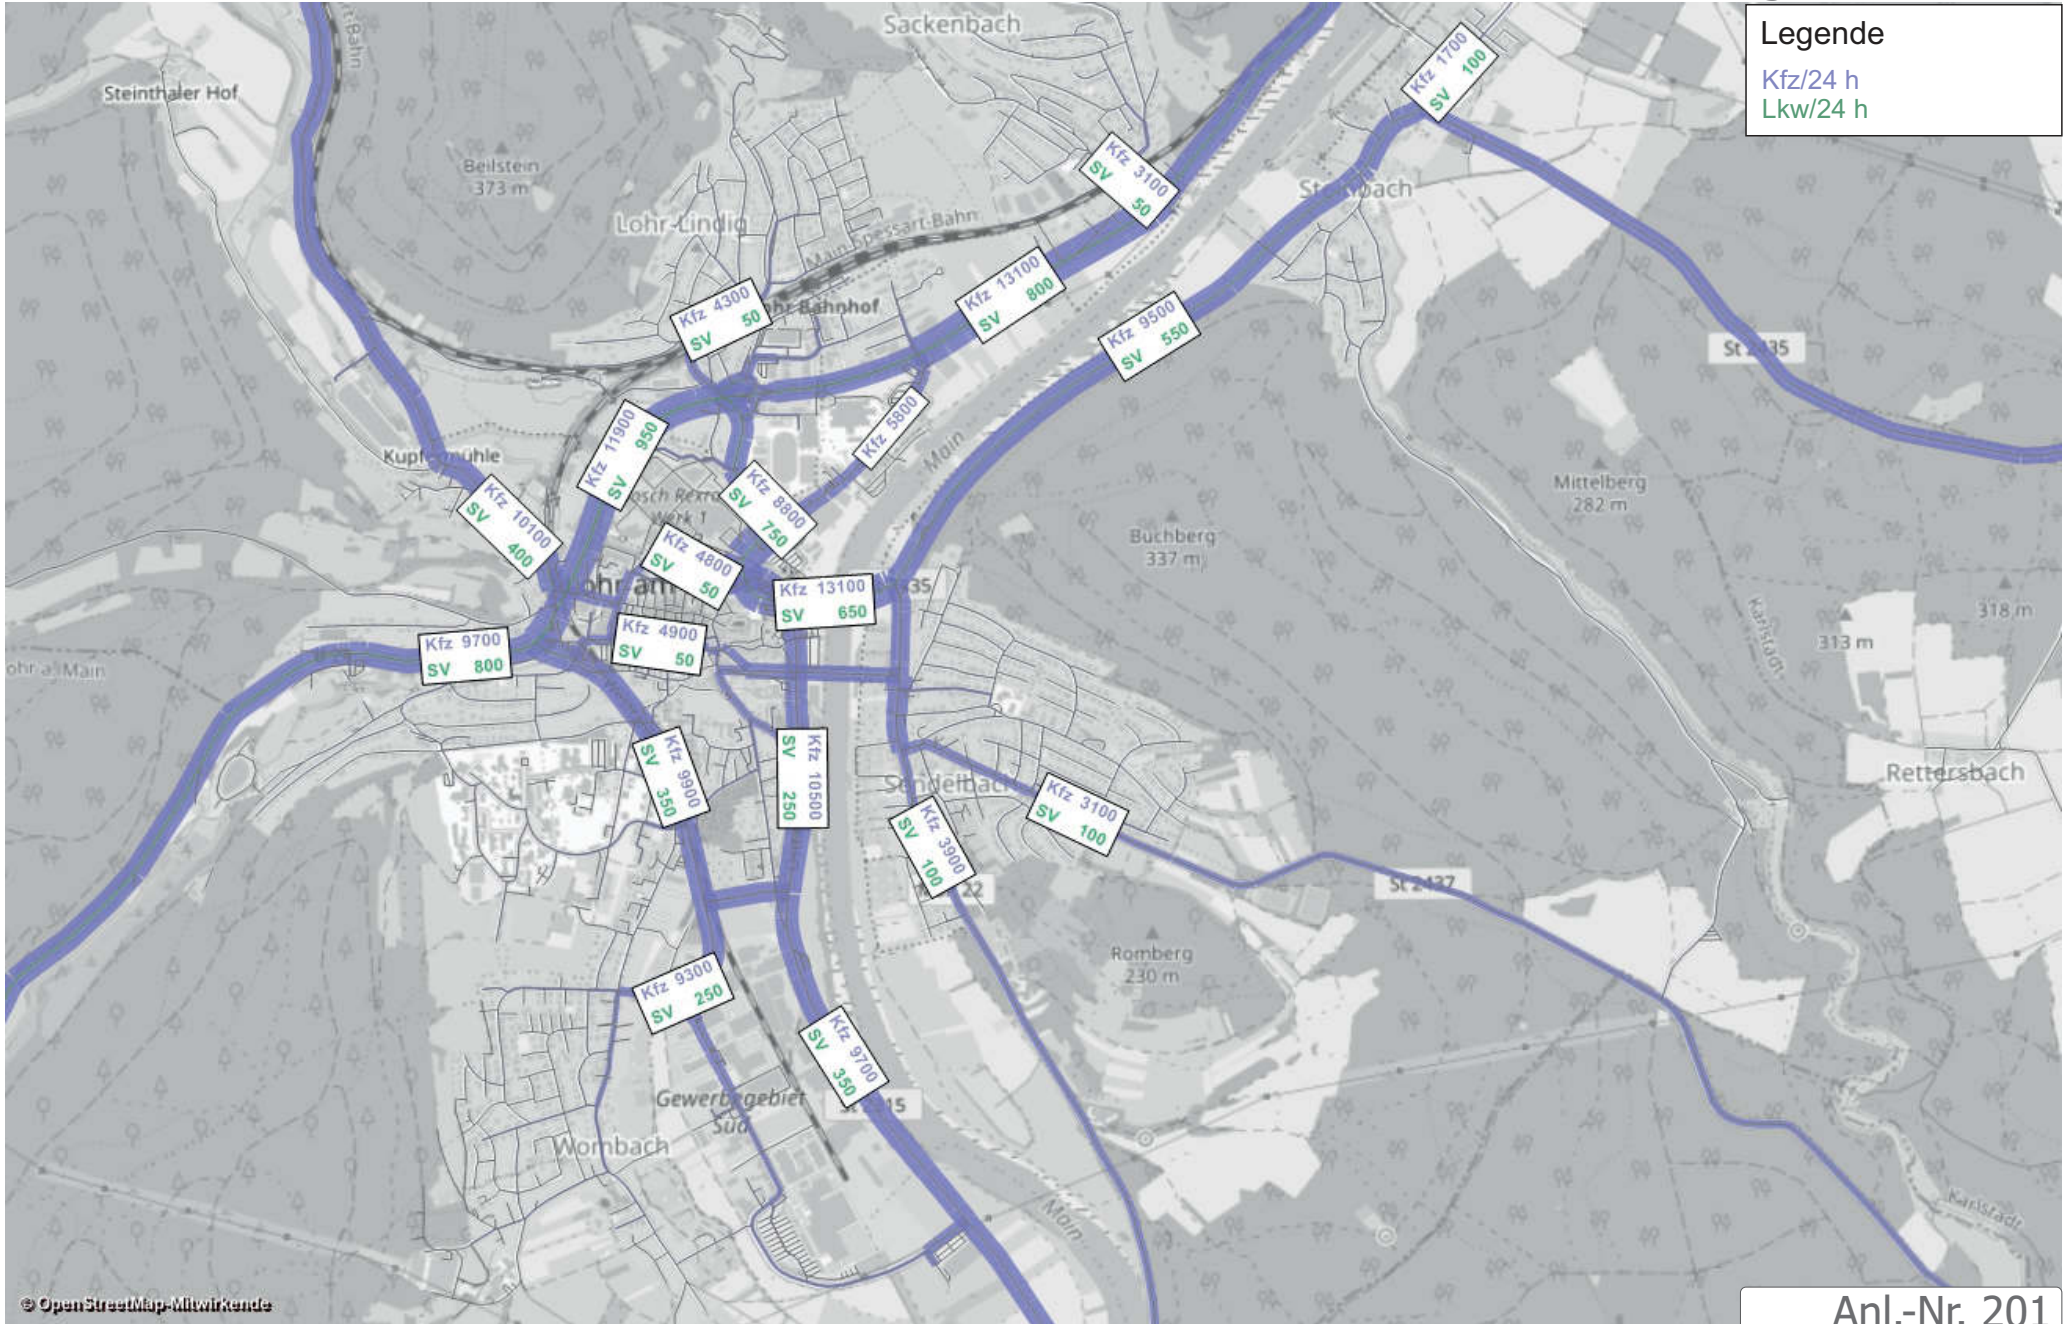 Sackenbach
Legende
Kfz/24 h
Lkw/24 h
Kfz 1700
SV 100
Steinthaler Hof
Beilstein
373 m
Kfz 3100
SV 50
Lohr-Lindig
Main-Spessart-Bahn
Kfz 13100
SV 800
Kfz 4300
SV 50
Bahnhof
Kfz 9500
SV 550
Kfz 11900
SV 950
Kfz 5800
Main
Mittelberg
282 m
Kfz 8800
SV 750
Werk 1
Kfz 10100
SV 400
Kfz 4800
SV 50
Buchberg
337 m
Kfz 13100
SV 650
318 m
313 m
Karlstadt
Kfz 4900
SV 50
Kfz 9700
SV 800
Kfz 9900
SV 350
Kfz 10500
SV 250
Sendelbach
Rettersbach
Kfz 3100
SV 100
Kfz 3900
SV 100
22
Romberg
230 m
Kfz 9300
SV 250
Kfz 9700
SV 350
Gewerbegebiet
Süd
Wombach
Main
Karlstadt
© OpenStreetMap-Mitwirkende
Anl.-Nr. 201